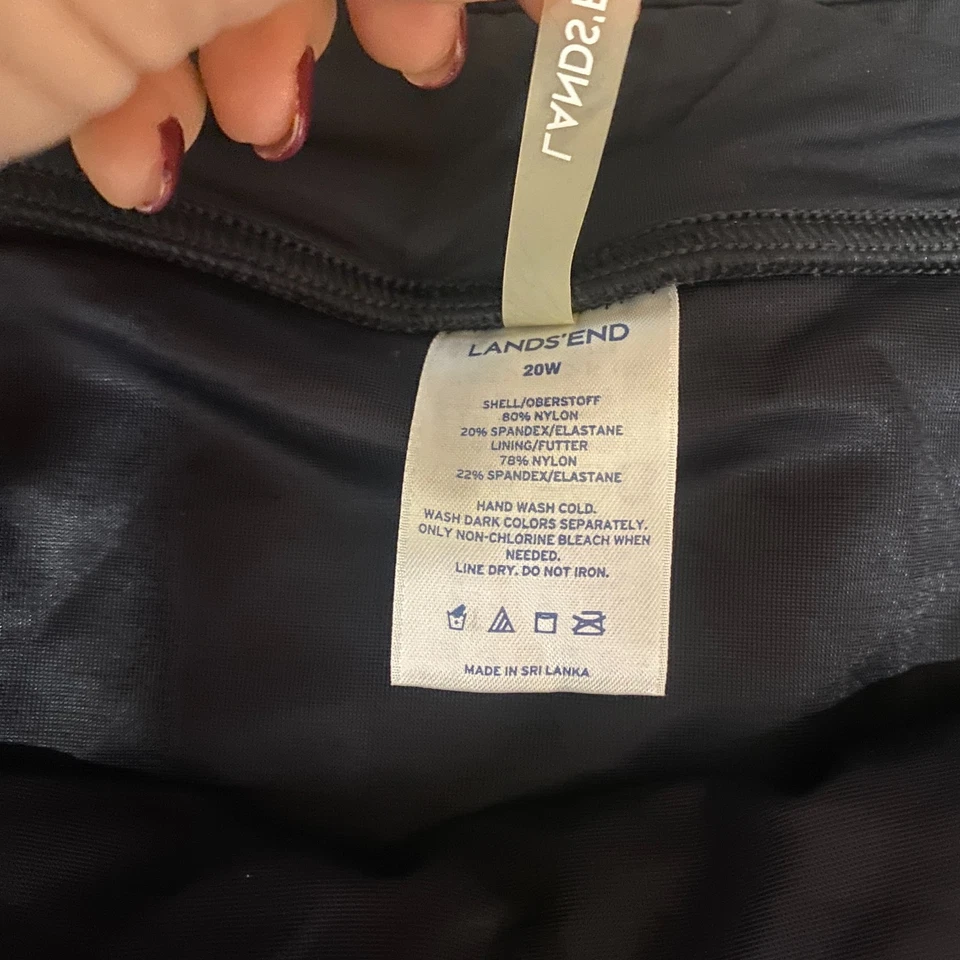 LANDS'E
LANDS'END
20W
SHELL/OBERSTOFF
80% NYLON
20% SPANDEX/ELASTANE
LINING/FUTTER
78% NYLON
22% SPANDEX/ELASTANE
HAND WASH COLD.
WASH DARK COLORS SEPARATELY.
ONLY NON-CHLORINE BLEACH WHEN
NEEDED.
LINE DRY. DO NOT IRON.
MADE IN SRI LANKA